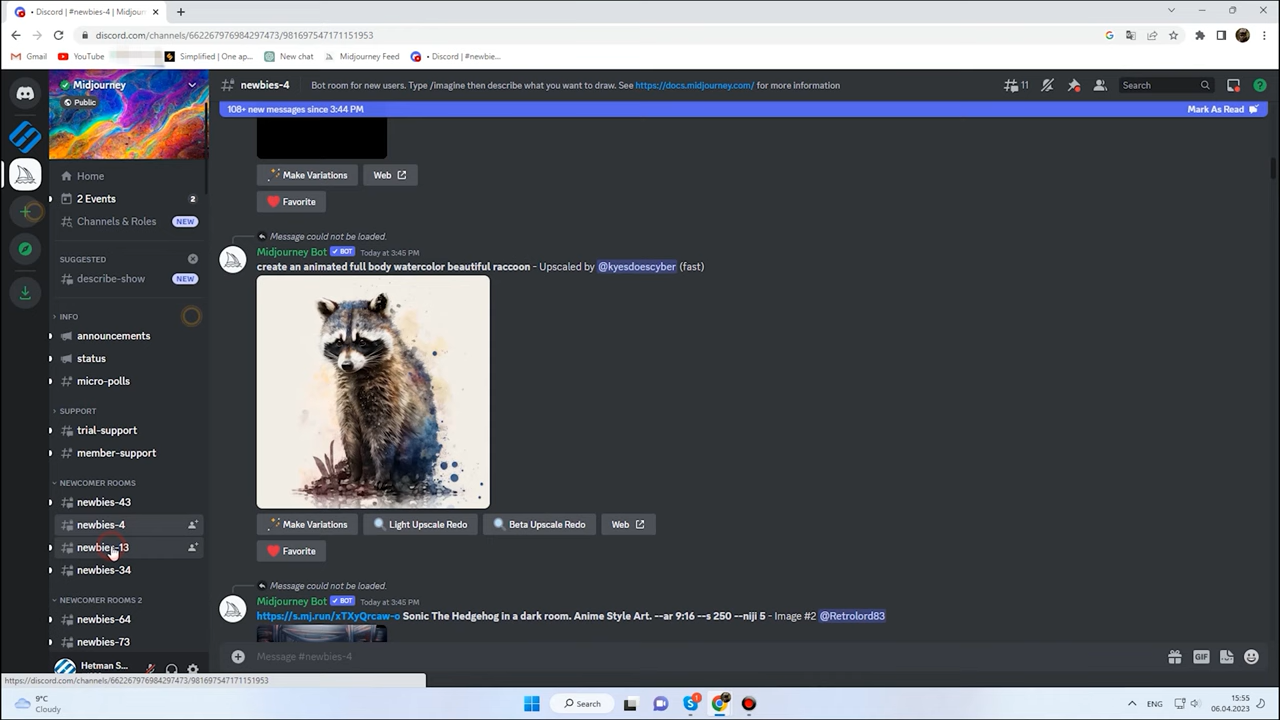 • Discord | #newbies-4 | Midjour
discord.com/channels/662267976984297473/981697547171151953
Gmail
YouTube
Simplified | One ap...
New chat
Midjourney Feed
• Discord | #newbie...
Midjourney
Public
newbies-4
Bot room for new users. Type /imagine then describe what you want to draw. See https://docs.midjourney.com/ for more information
11
Search
108+ new messages since 3:44 PM
Mark As Read
Home
2 Events
2
Channels & Roles
NEW
SUGGESTED
describe-show
NEW
INFO
announcements
status
micro-polls
SUPPORT
trial-support
member-support
NEWCOMER ROOMS
newbies-43
newbies-4
newbies-13
newbies-34
NEWCOMER ROOMS 2
newbies-64
newbies-73
Hetman S...
Make Variations
Web
Favorite
Message could not be loaded.
Midjourney Bot
BOT
Today at 3:45 PM
create an animated full body watercolor beautiful raccoon - Upscaled by @kyesdoescyber (fast)
Make Variations
Light Upscale Redo
Beta Upscale Redo
Web
Favorite
Message could not be loaded.
Midjourney Bot
BOT
Today at 3:45 PM
https://s.mj.run/xTXyQrcaw-o Sonic The Hedgehog in a dark room. Anime Style Art. --ar 9:16 --s 250 --niji 5 - Image #2 @Retrolord83
Message #newbies-4
GIF
https://discord.com/channels/662267976984297473/981697547171151953
9°C
Cloudy
Search
1
ENG
15:55
06.04.2023